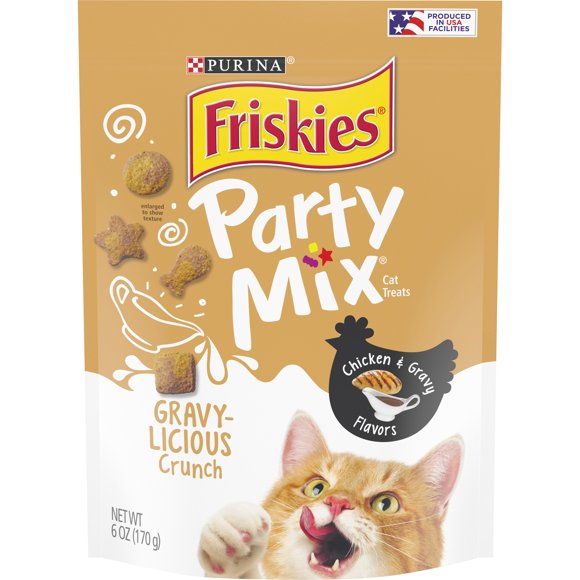 PRODUCED
IN USA
FACILITIES
PURINA®
Friskies®
enlarged
to show
texture
Party
Mix®
Cat
Treats
Chicken & Gravy
Flavors
GRAVY-
LICIOUS
Crunch
NET WT
6 OZ (170g)